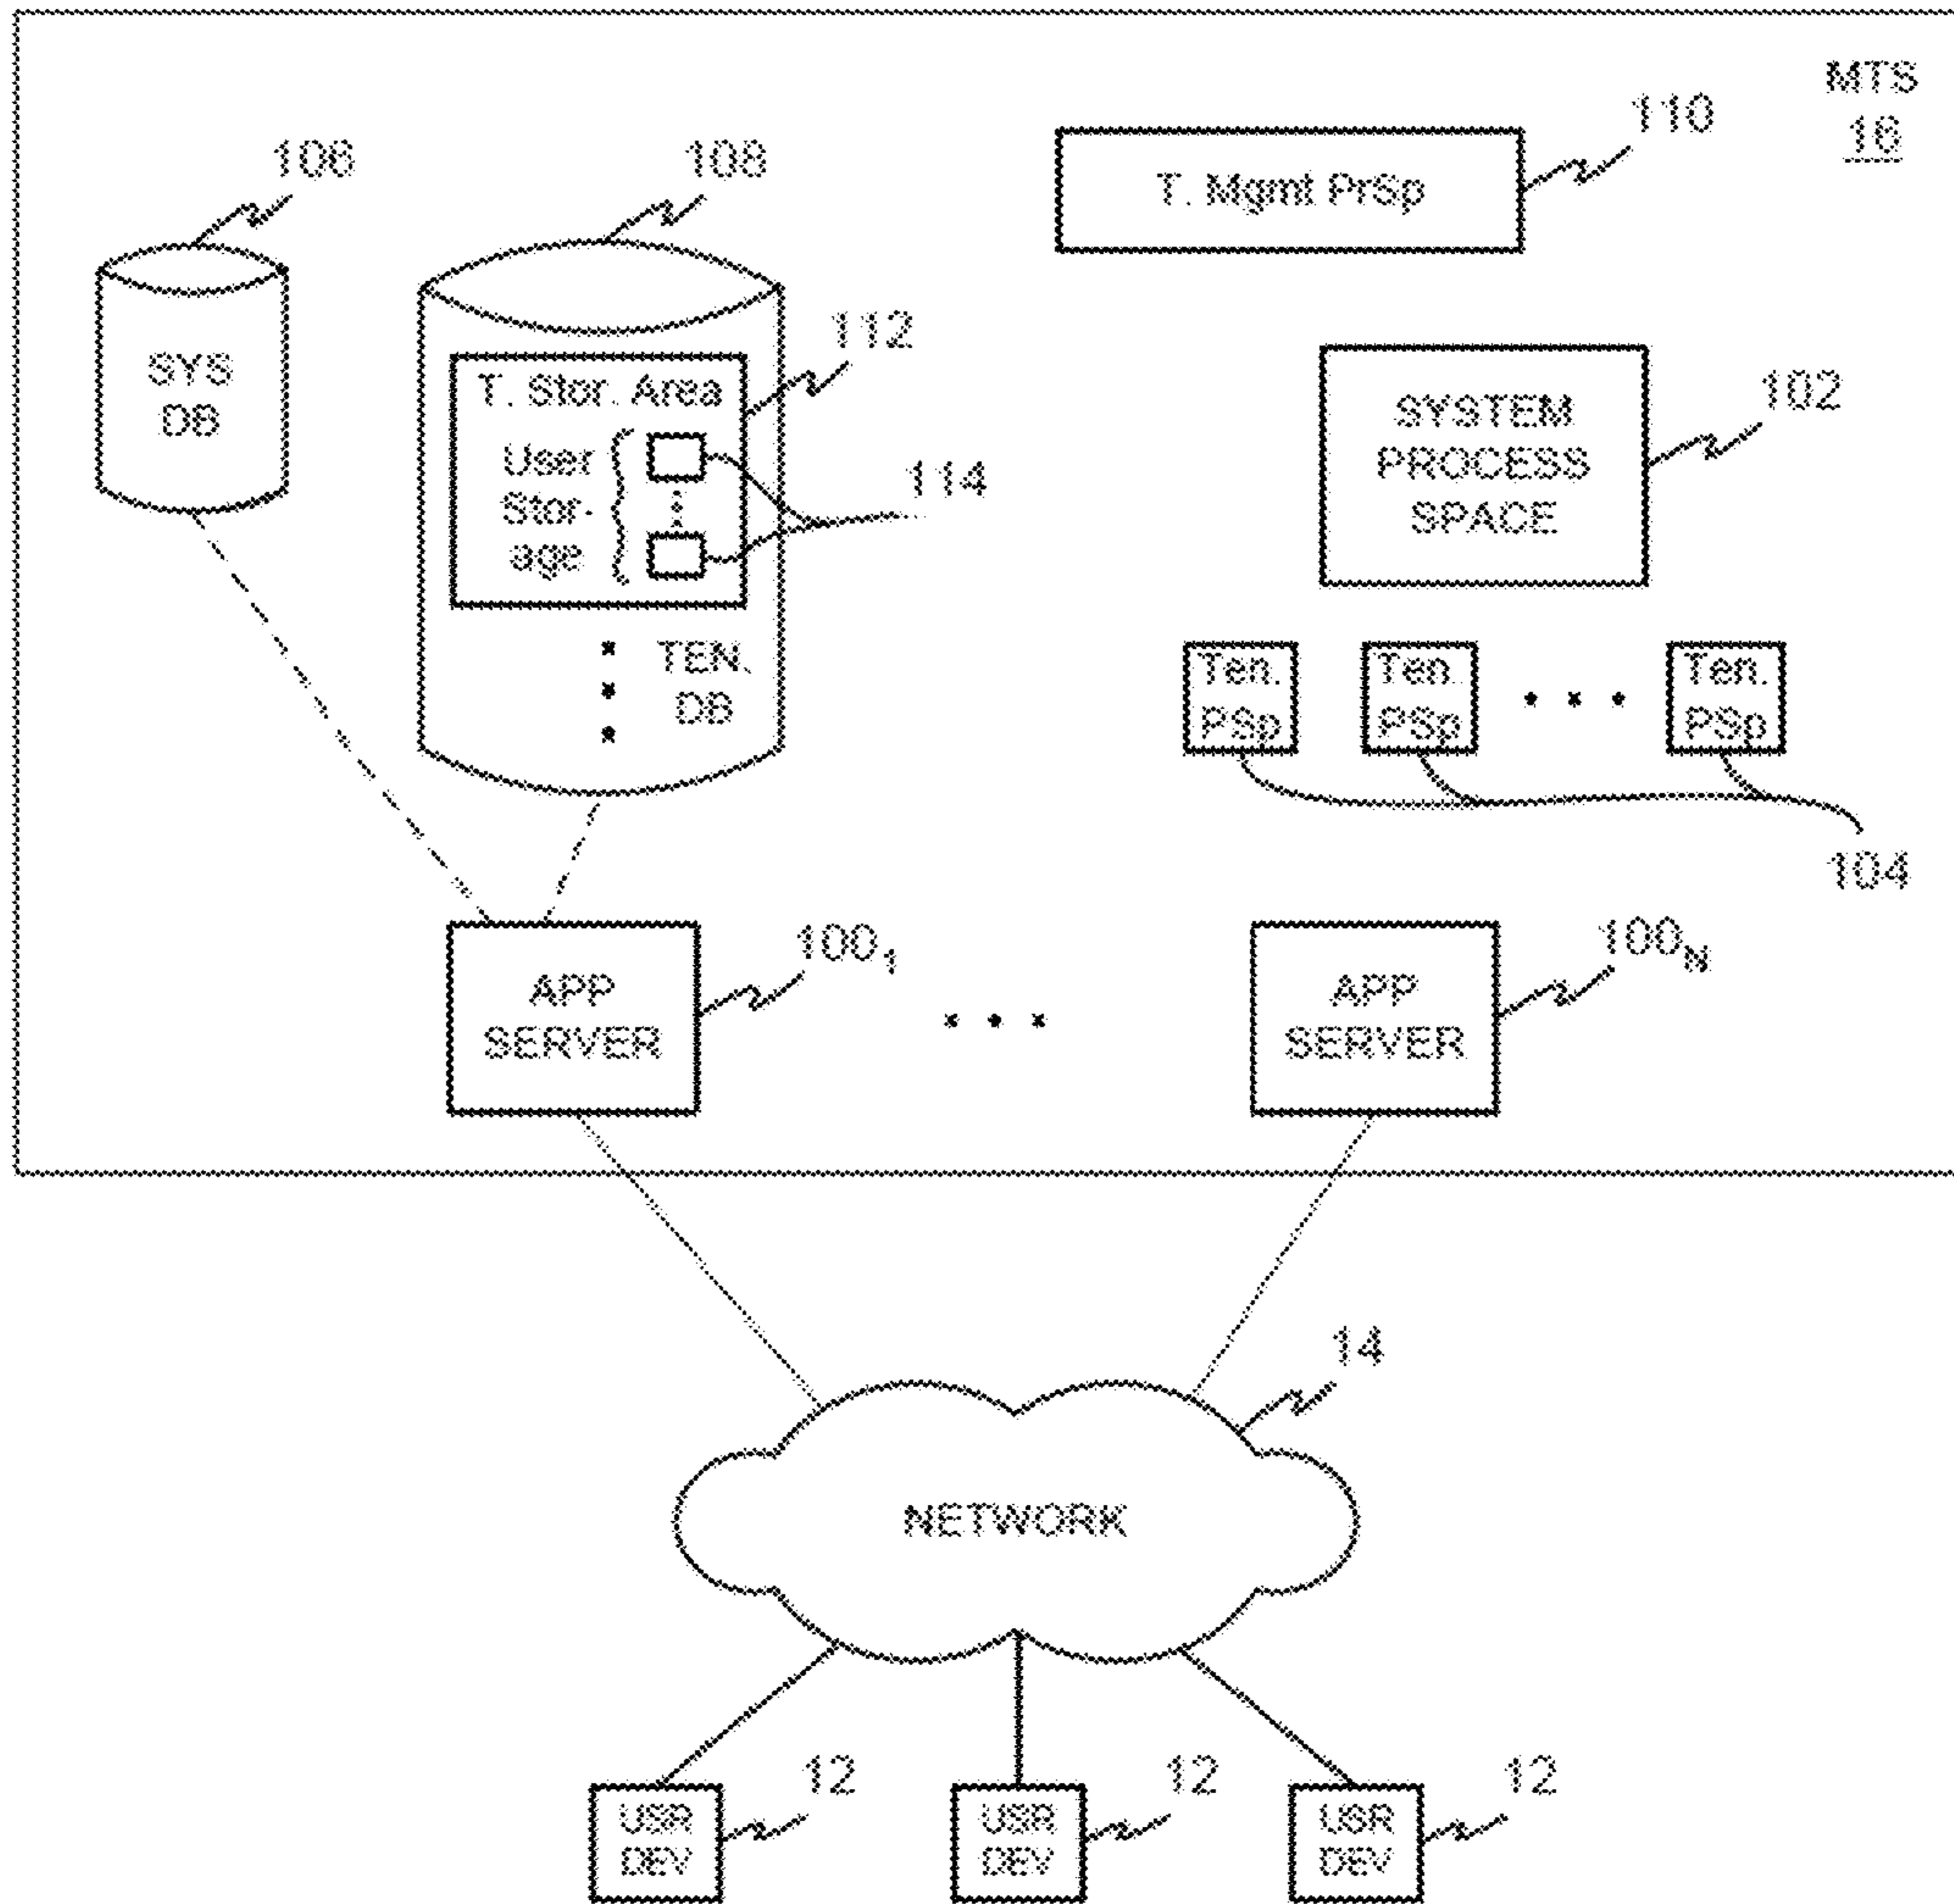 MTS
16
110
T. Mgmt PrSp
106
108
SYS
DB
112
T. Stor. Area
User
Stor-
age
114
TEN.
DB
102
SYSTEM
PROCESS
SPACE
Ten.
PSp
Ten.
PSp
Ten.
PSp
104
APP
SERVER
100₁
APP
SERVER
100_N
14
NETWORK
12
USR
DEV
12
USR
DEV
12
USR
DEV